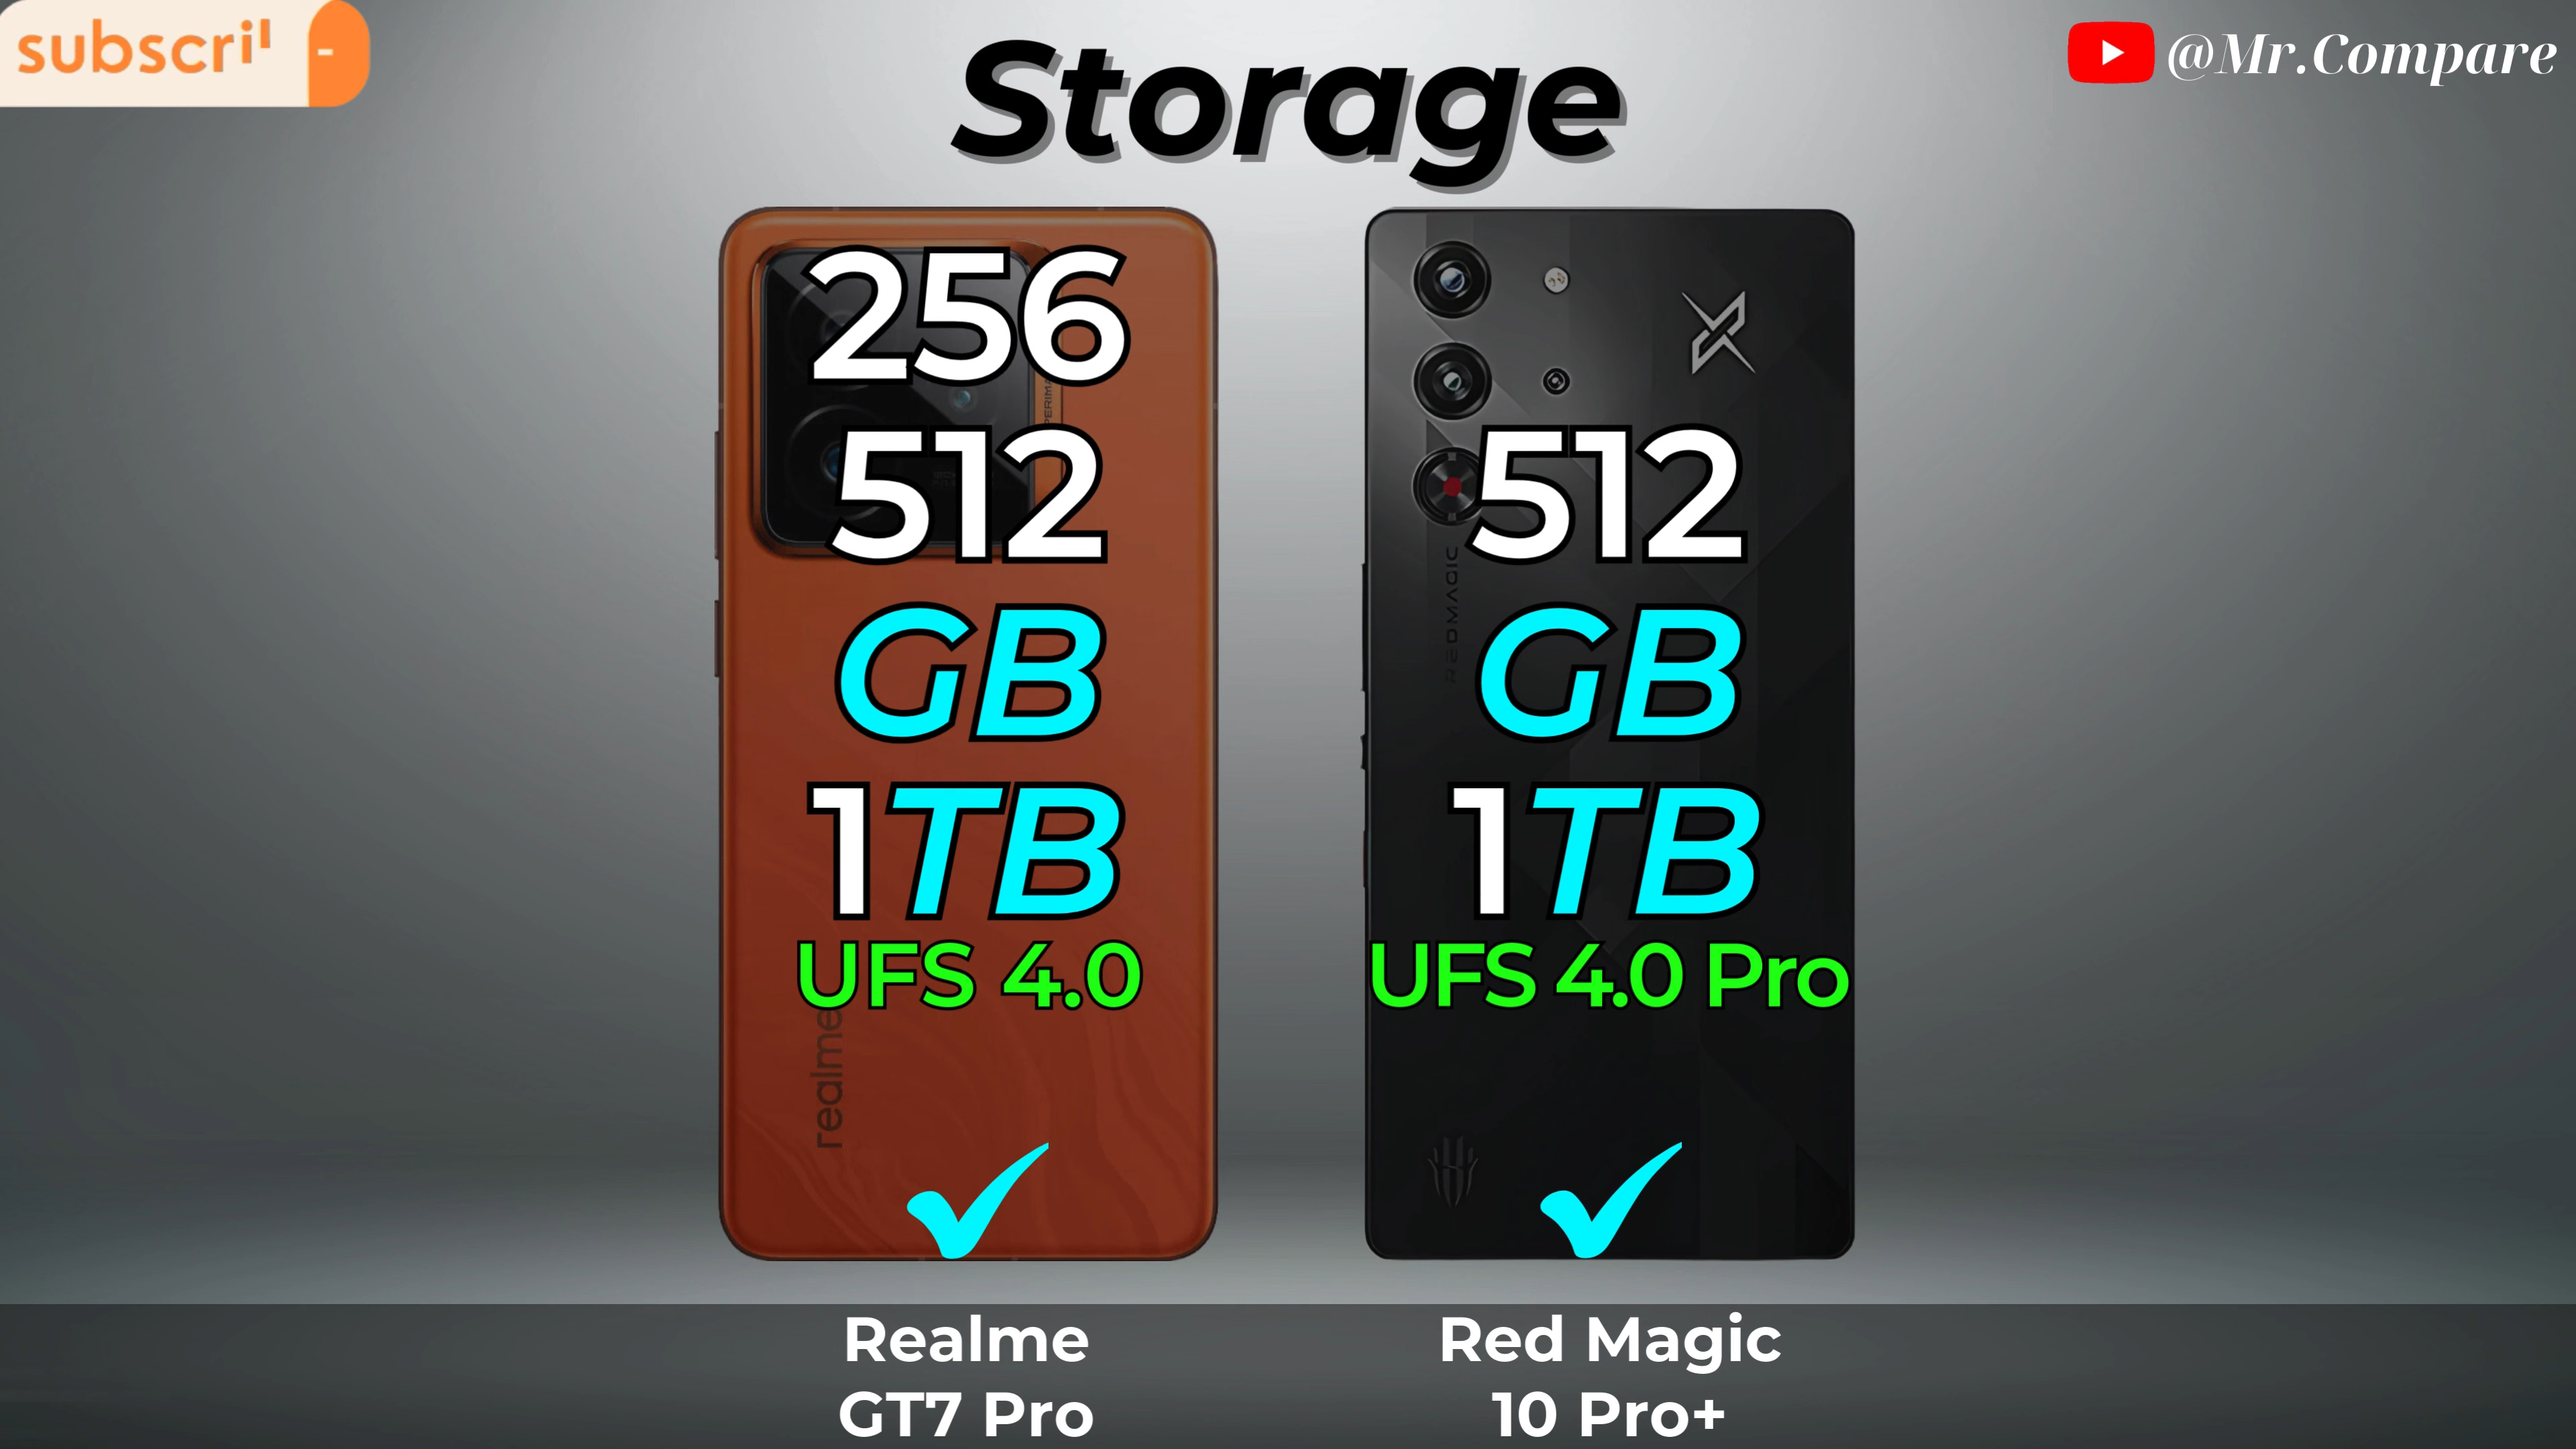 subscri
@Mr.Compare
Storage
256
512
GB
1TB
UFS 4.0
realme
Realme
GT7 Pro
512
GB
1TB
UFS 4.0 Pro
REDMAGIC
Red Magic
10 Pro+